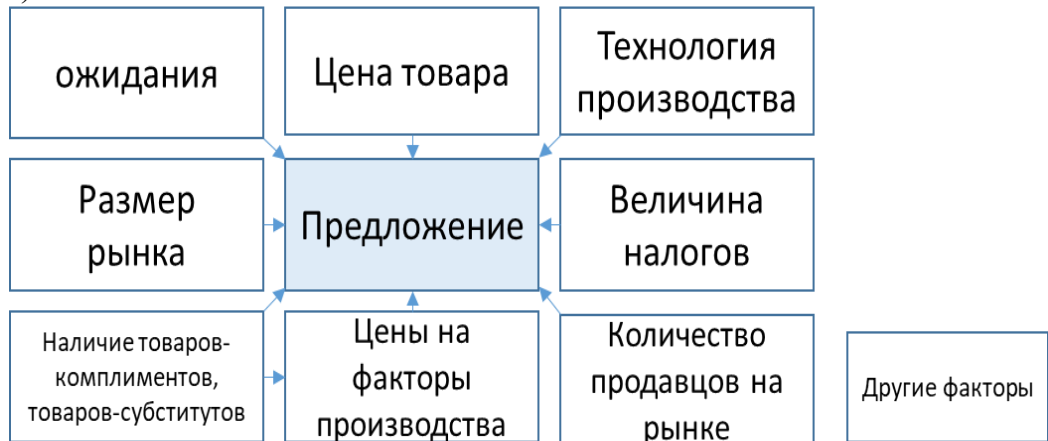 ожидания
Цена товара
Технология
производства
Размер
рынка
Предложение
Величина
налогов
Наличие товаров-
комплиментов,
товаров-субститутов
Цены на
факторы
производства
Количество
продавцов на
рынке
Другие факторы